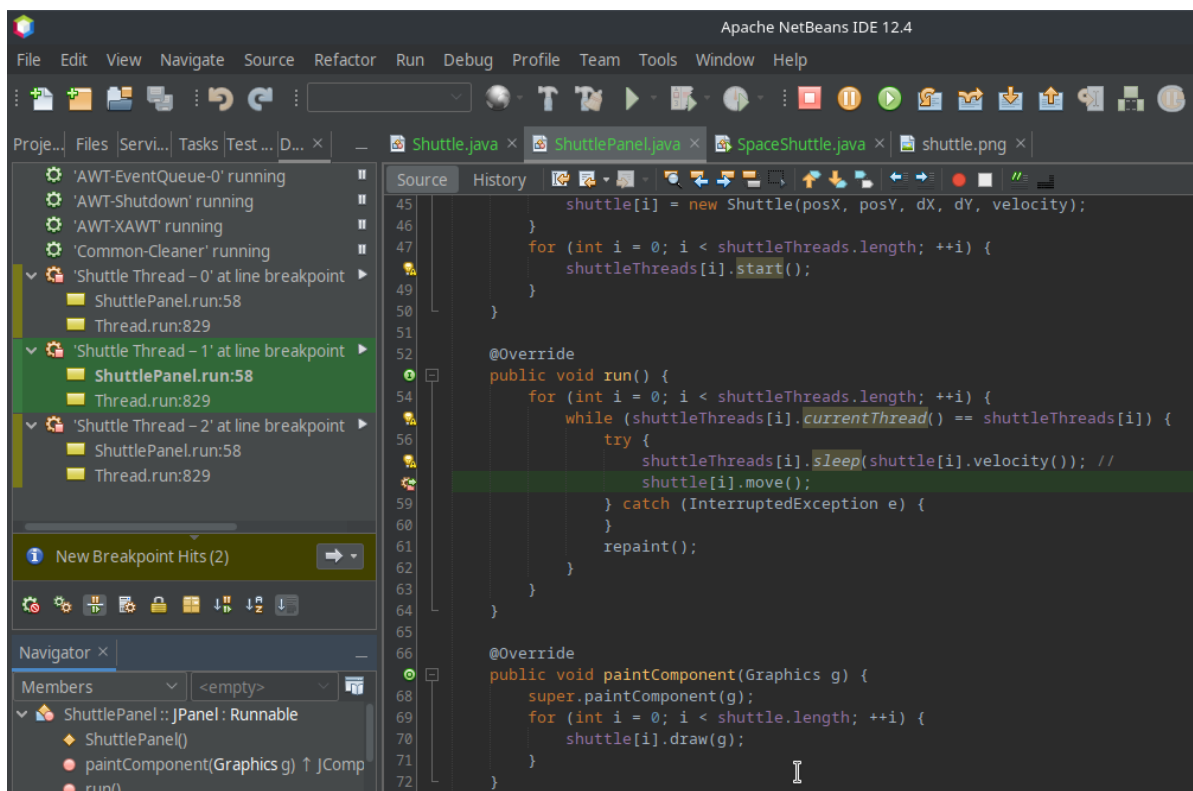 Apache NetBeans IDE 12.4
File Edit View Navigate Source Refactor Run Debug Profile Team Tools Window Help
Proje... Files Servi... Tasks Test ... D... ×
Shuttle.java × ShuttlePanel.java × SpaceShuttle.java × shuttle.png ×
'AWT-EventQueue-0' running
'AWT-Shutdown' running
'AWT-XAWT' running
'Common-Cleaner' running
'Shuttle Thread – 0' at line breakpoint
ShuttlePanel.run:58
Thread.run:829
'Shuttle Thread – 1' at line breakpoint
ShuttlePanel.run:58
Thread.run:829
'Shuttle Thread – 2' at line breakpoint
ShuttlePanel.run:58
Thread.run:829
New Breakpoint Hits (2)
Navigator ×
Members <empty>
ShuttlePanel :: JPanel : Runnable
ShuttlePanel()
paintComponent(Graphics g) ↑ JComp
run()
Source History
45 shuttle[i] = new Shuttle(posX, posY, dX, dY, velocity);
46 }
47 for (int i = 0; i < shuttleThreads.length; ++i) {
shuttleThreads[i].start();
49 }
50 }
51
52 @Override
public void run() {
54 for (int i = 0; i < shuttleThreads.length; ++i) {
while (shuttleThreads[i].currentThread() == shuttleThreads[i]) {
56 try {
shuttleThreads[i].sleep(shuttle[i].velocity()); //
shuttle[i].move();
59 } catch (InterruptedException e) {
60 }
61 repaint();
62 }
63 }
64 }
65
66 @Override
public void paintComponent(Graphics g) {
68 super.paintComponent(g);
69 for (int i = 0; i < shuttle.length; ++i) {
70 shuttle[i].draw(g);
71 }
72 }